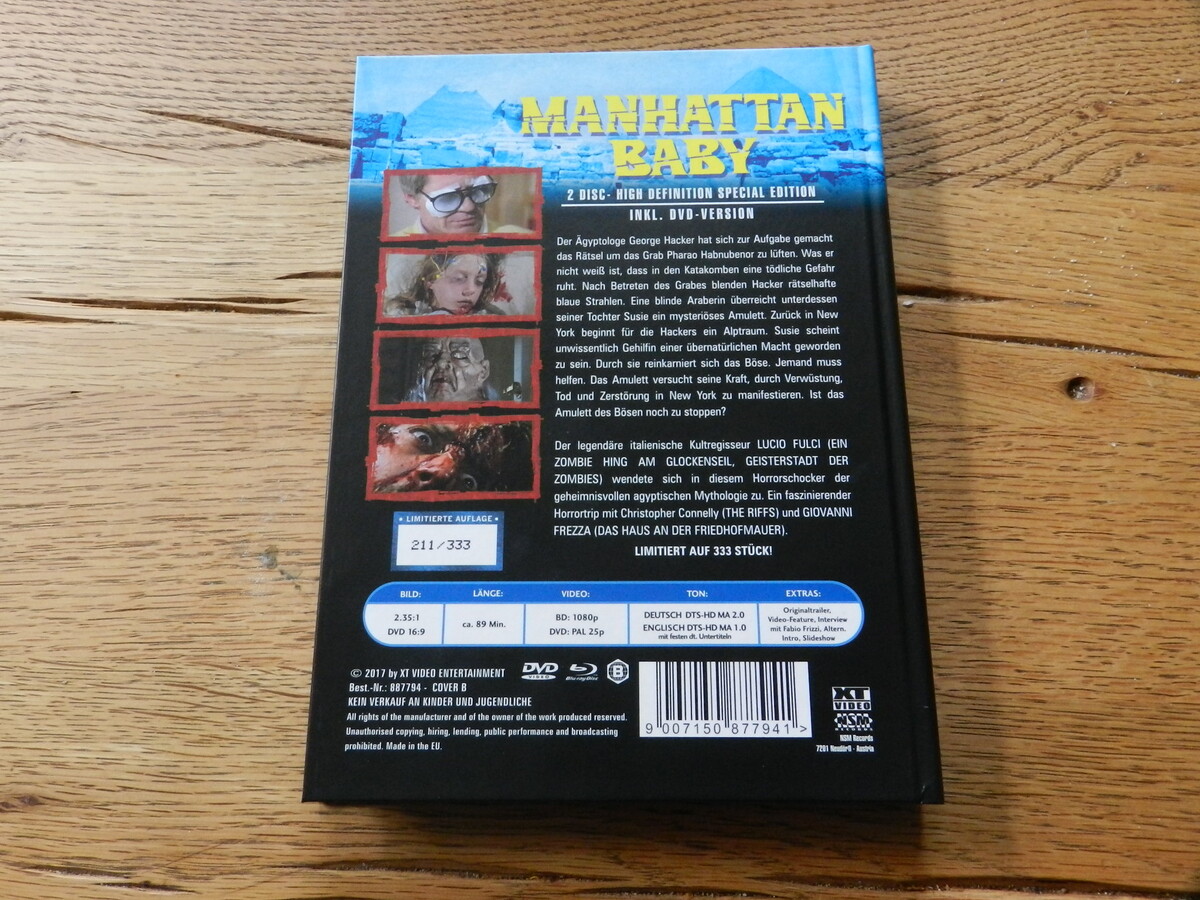 MANHATTAN
BABY
2 DISC- HIGH DEFINITION SPECIAL EDITION
INKL. DVD-VERSION
Der Ägyptologe George Hacker hat sich zur Aufgabe gemacht
das Rätsel um das Grab Pharao Habnubenor zu lüften. Was er
nicht weiß ist, dass in den Katakomben eine tödliche Gefahr
ruht. Nach Betreten des Grabes blenden Hacker rätselhafte
blaue Strahlen. Eine blinde Araberin überreicht unterdessen
seiner Tochter Susie ein mysteriöses Amulett. Zurück in New
York beginnt für die Hackers ein Alptraum. Susie scheint
unwissentlich Gehilfin einer übernatürlichen Macht geworden
zu sein. Durch sie reinkarniert sich das Böse. Jemand muss
helfen. Das Amulett versucht seine Kraft, durch Verwüstung,
Tod und Zerstörung in New York zu manifestieren. Ist das
Amulett des Bösen noch zu stoppen?
Der legendäre italienische Kultregisseur LUCIO FULCI (EIN
ZOMBIE HING AM GLOCKENSEIL, GEISTERSTADT DER
ZOMBIES) wendete sich in diesem Horrorschocker der
geheimnisvollen agyptischen Mythologie zu. Ein faszinierender
Horrortrip mit Christopher Connelly (THE RIFFS) und GIOVANNI
FREZZA (DAS HAUS AN DER FRIEDHOFMAUER).
LIMITIERT AUF 333 STÜCK!
• LIMITIERTE AUFLAGE •
211/333
BILD: LÄNGE: VIDEO: TON: EXTRAS:
2.35:1
DVD 16:9
ca. 89 Min.
BD: 1080p
DVD: PAL 25p
DEUTSCH DTS-HD MA 2.0
ENGLISCH DTS-HD MA 1.0
mit festen dt. Untertiteln
Originaltrailer,
Video-Feature, Interview
mit Fabio Frizzi, Altern.
Intro, Slideshow
© 2017 by XT VIDEO ENTERTAINMENT
Best.-Nr.: 887794 - COVER B
KEIN VERKAUF AN KINDER UND JUGENDLICHE
All rights of the manufacturer and of the owner of the work produced reserved.
Unauthorised copying, hiring, lending, public performance and broadcasting
prohibited. Made in the EU.
DVD
VIDEO
Blu-ray Disc
B
9 007150 877941 >
XT
VIDEO
NSM
RECORDS
NSM Records
7201 Neudörfl - Austria